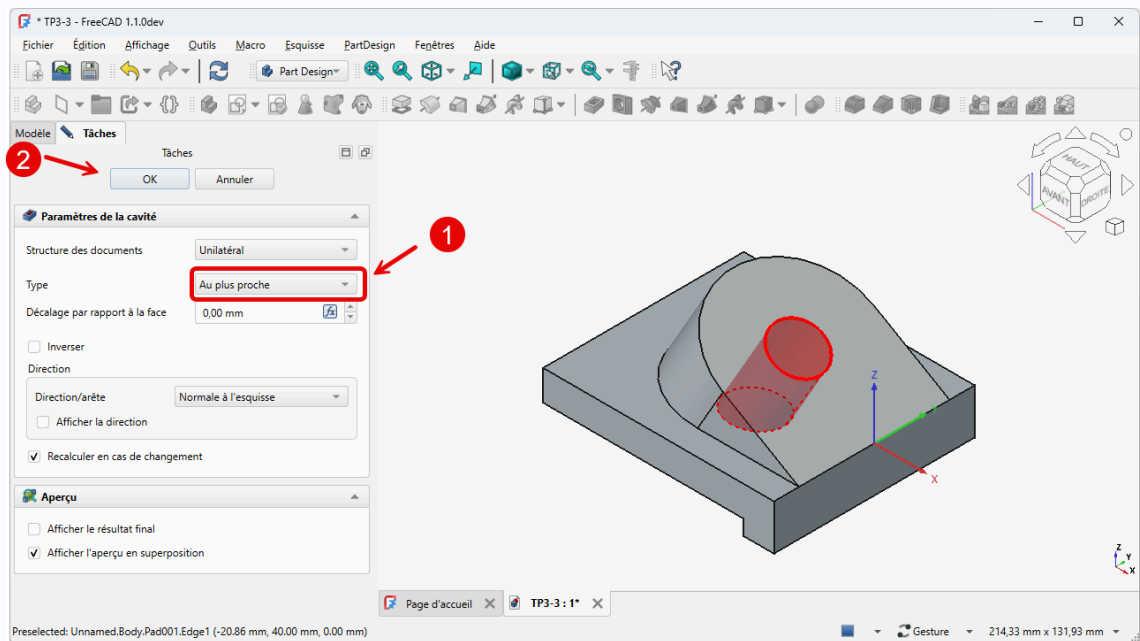 * TP3-3 - FreeCAD 1.1.0dev
Fichier Édition Affichage Outils Macro Esquisse PartDesign Fenêtres Aide
Part Design
Modèle Tâches
Tâches
2
OK Annuler
Paramètres de la cavité
1
Structure des documents Unilatéral
Type Au plus proche
Décalage par rapport à la face 0,00 mm
Inverser
Direction
Direction/arête Normale à l'esquisse
Afficher la direction
Recalculer en cas de changement
Aperçu
Afficher le résultat final
Afficher l'aperçu en superposition
HAUT
AVANT DROITE
Z
X
Z
Y
X
Page d'accueil TP3-3 : 1*
Preselected: Unnamed.Body.Pad001.Edge1 (-20.86 mm, 40.00 mm, 0.00 mm) Gesture 214,33 mm x 131,93 mm